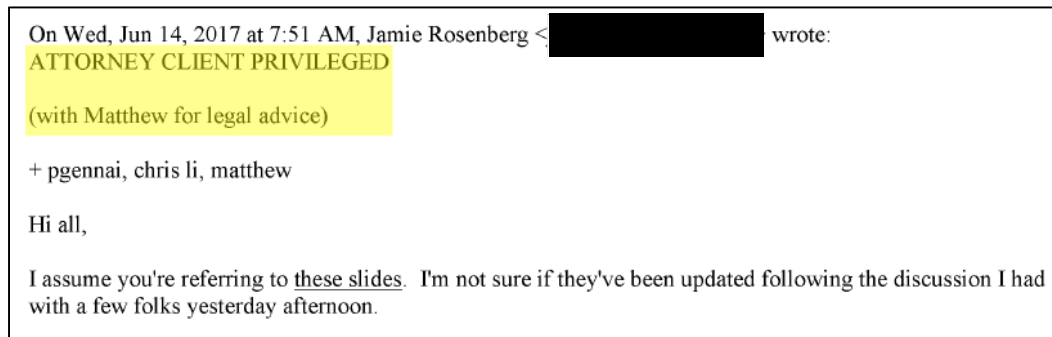 On Wed, Jun 14, 2017 at 7:51 AM, Jamie Rosenberg < wrote:
ATTORNEY CLIENT PRIVILEGED
(with Matthew for legal advice)
+ pgennai, chris li, matthew
Hi all,
I assume you're referring to these slides.  I'm not sure if they've been updated following the discussion I had
with a few folks yesterday afternoon.